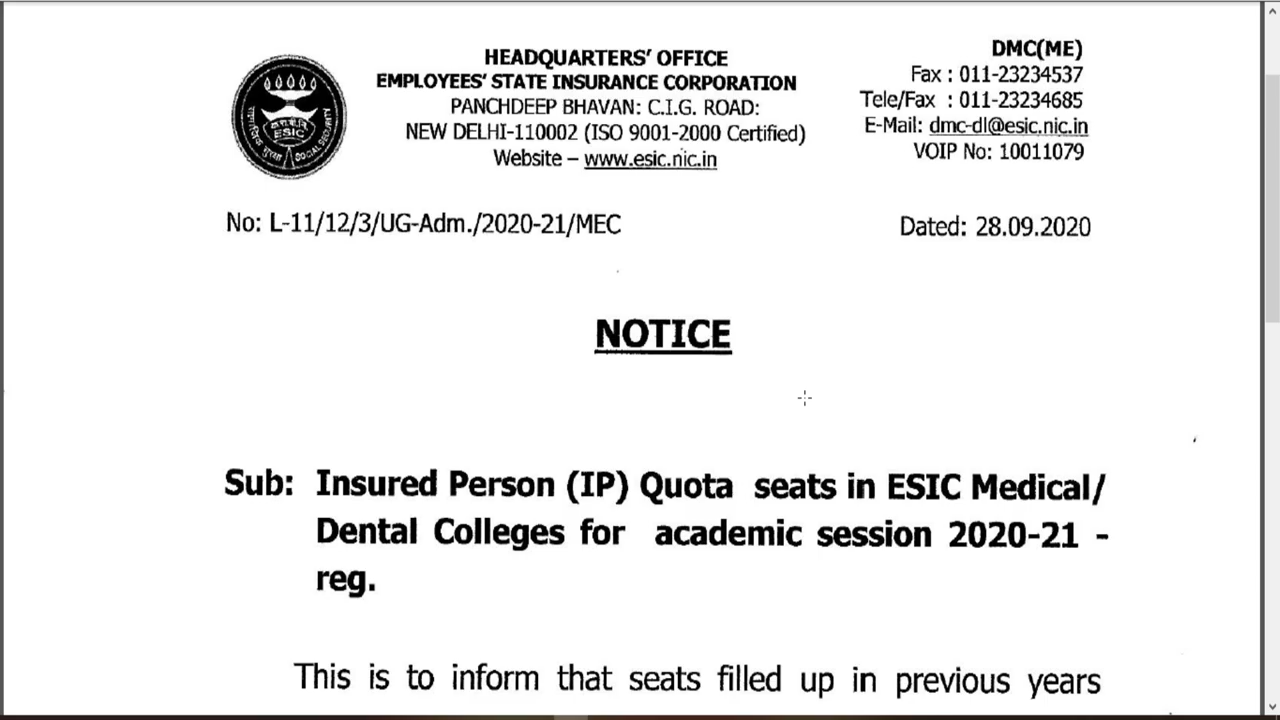 HEADQUARTERS' OFFICE
EMPLOYEES' STATE INSURANCE CORPORATION
PANCHDEEP BHAVAN: C.I.G. ROAD:
NEW DELHI-110002 (ISO 9001-2000 Certified)
Website – www.esic.nic.in
DMC(ME)
Fax : 011-23234537
Tele/Fax : 011-23234685
E-Mail: dmc-dl@esic.nic.in
VOIP No: 10011079
ESIC
SOCIAL SECURITY
No: L-11/12/3/UG-Adm./2020-21/MEC
Dated: 28.09.2020
NOTICE
Sub: Insured Person (IP) Quota seats in ESIC Medical/
Dental Colleges for academic session 2020-21 -
reg.
This is to inform that seats filled up in previous years